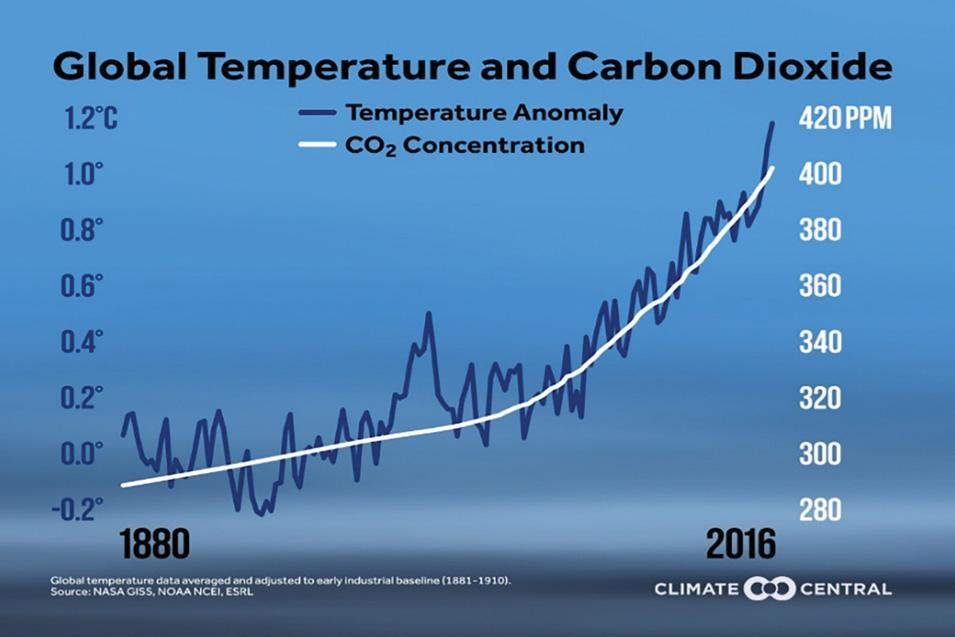 Global Temperature and Carbon Dioxide
Temperature Anomaly
CO₂ Concentration
1.2°C
1.0°
0.8°
0.6°
0.4°
0.2°
0.0°
-0.2°
420 PPM
400
380
360
340
320
300
280
1880
2016
Global temperature data averaged and adjusted to early industrial baseline (1881-1910).
Source: NASA GISS, NOAA NCEI, ESRL
CLIMATE CENTRAL